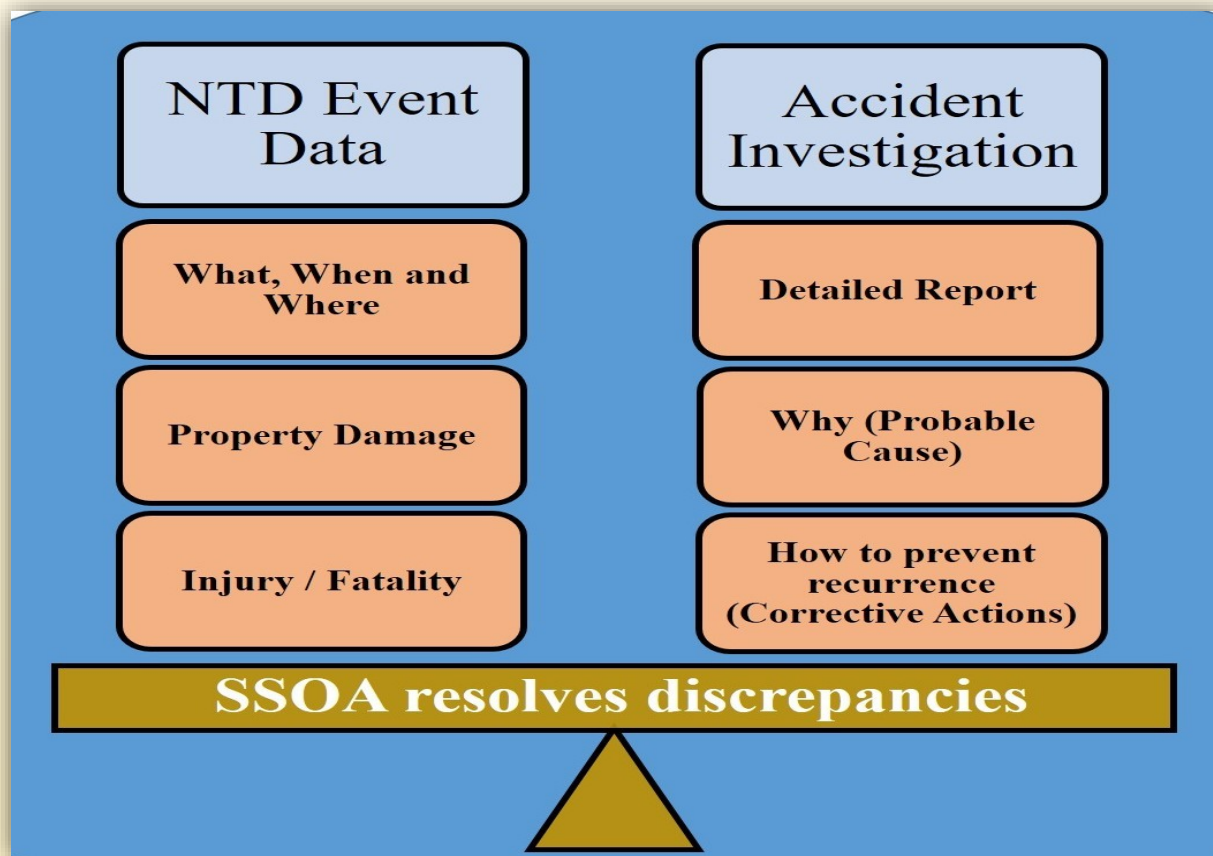 NTD Event
Data
What, When and
Where
Property Damage
Injury / Fatality
Accident
Investigation
Detailed Report
Why (Probable
Cause)
How to prevent
recurrence
(Corrective Actions)
SSOA resolves discrepancies